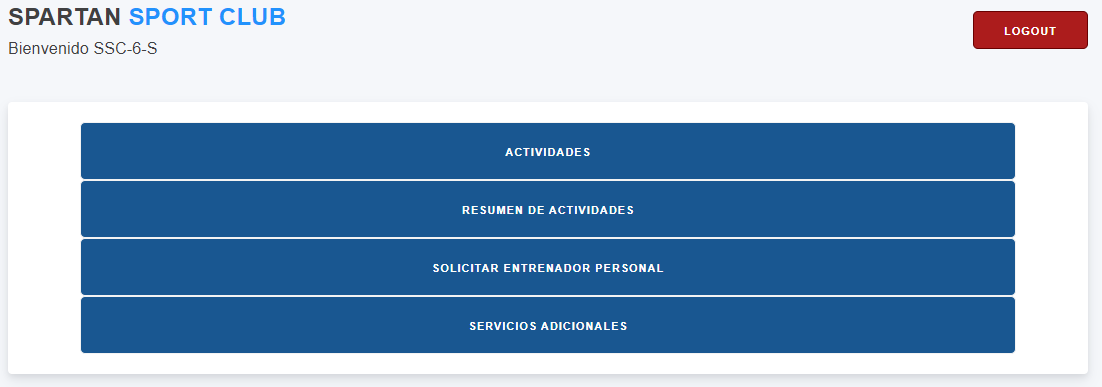 SPARTAN SPORT CLUB
LOGOUT
Bienvenido SSC-6-S
ACTIVIDADES
RESUMEN DE ACTIVIDADES
SOLICITAR ENTRENADOR PERSONAL
SERVICIOS ADICIONALES